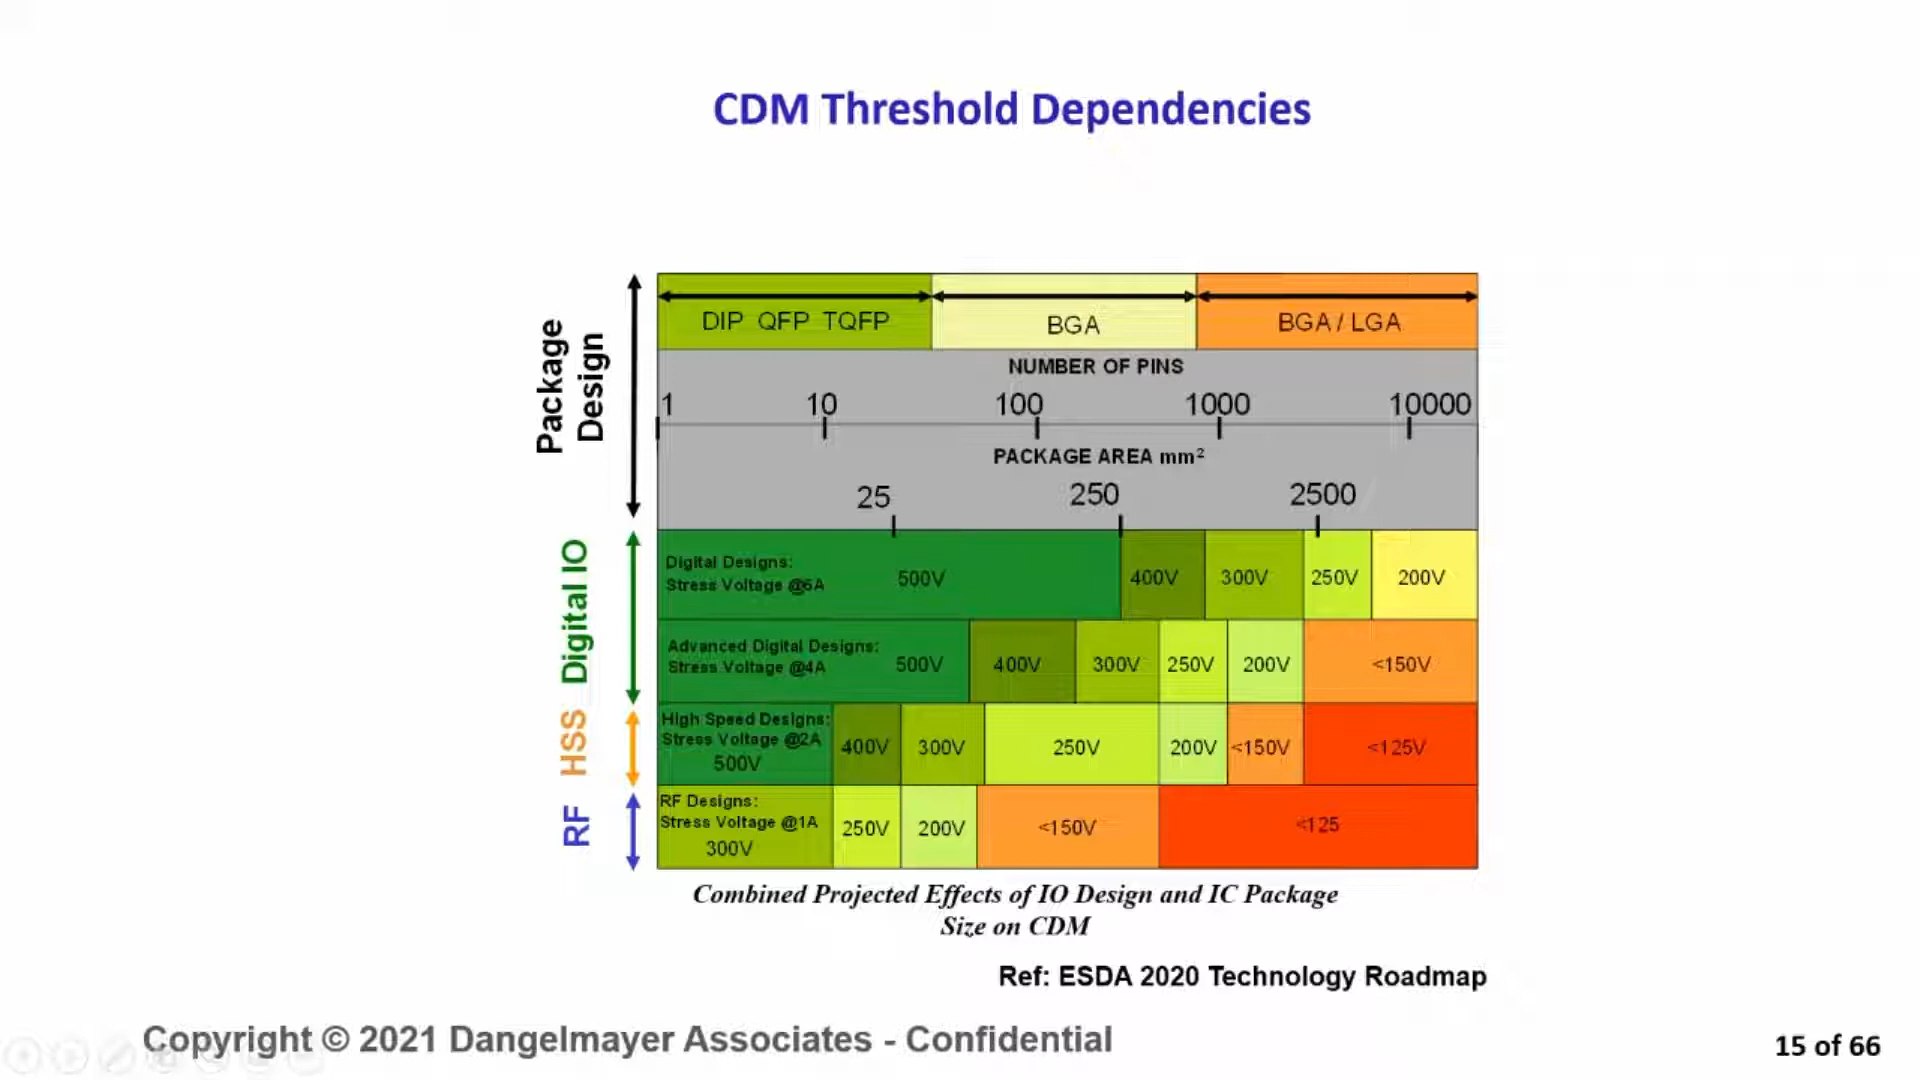 CDM Threshold Dependencies
Package
Design
DIP QFP TQFP
BGA
BGA / LGA
NUMBER OF PINS
1
10
100
1000
10000
PACKAGE AREA mm²
25
250
2500
Digital IO
Digital Designs:
Stress Voltage @6A
500V
400V
300V
250V
200V
Advanced Digital Designs:
Stress Voltage @4A
500V
400V
300V
250V
200V
<150V
HSS
High Speed Designs:
Stress Voltage @2A
500V
400V
300V
250V
200V
<150V
<125V
RF
RF Designs:
Stress Voltage @1A
300V
250V
200V
<150V
<125
Combined Projected Effects of IO Design and IC Package
Size on CDM
Ref: ESDA 2020 Technology Roadmap
Copyright © 2021 Dangelmayer Associates - Confidential
15 of 66